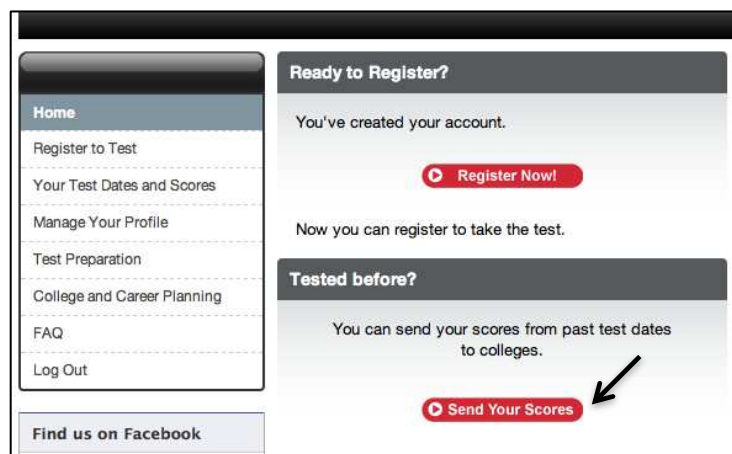 Home
Register to Test
Your Test Dates and Scores
Manage Your Profile
Test Preparation
College and Career Planning
FAQ
Log Out
Find us on Facebook
Ready to Register?
You've created your account.
Register Now!
Now you can register to take the test.
Tested before?
You can send your scores from past test dates
to colleges.
Send Your Scores